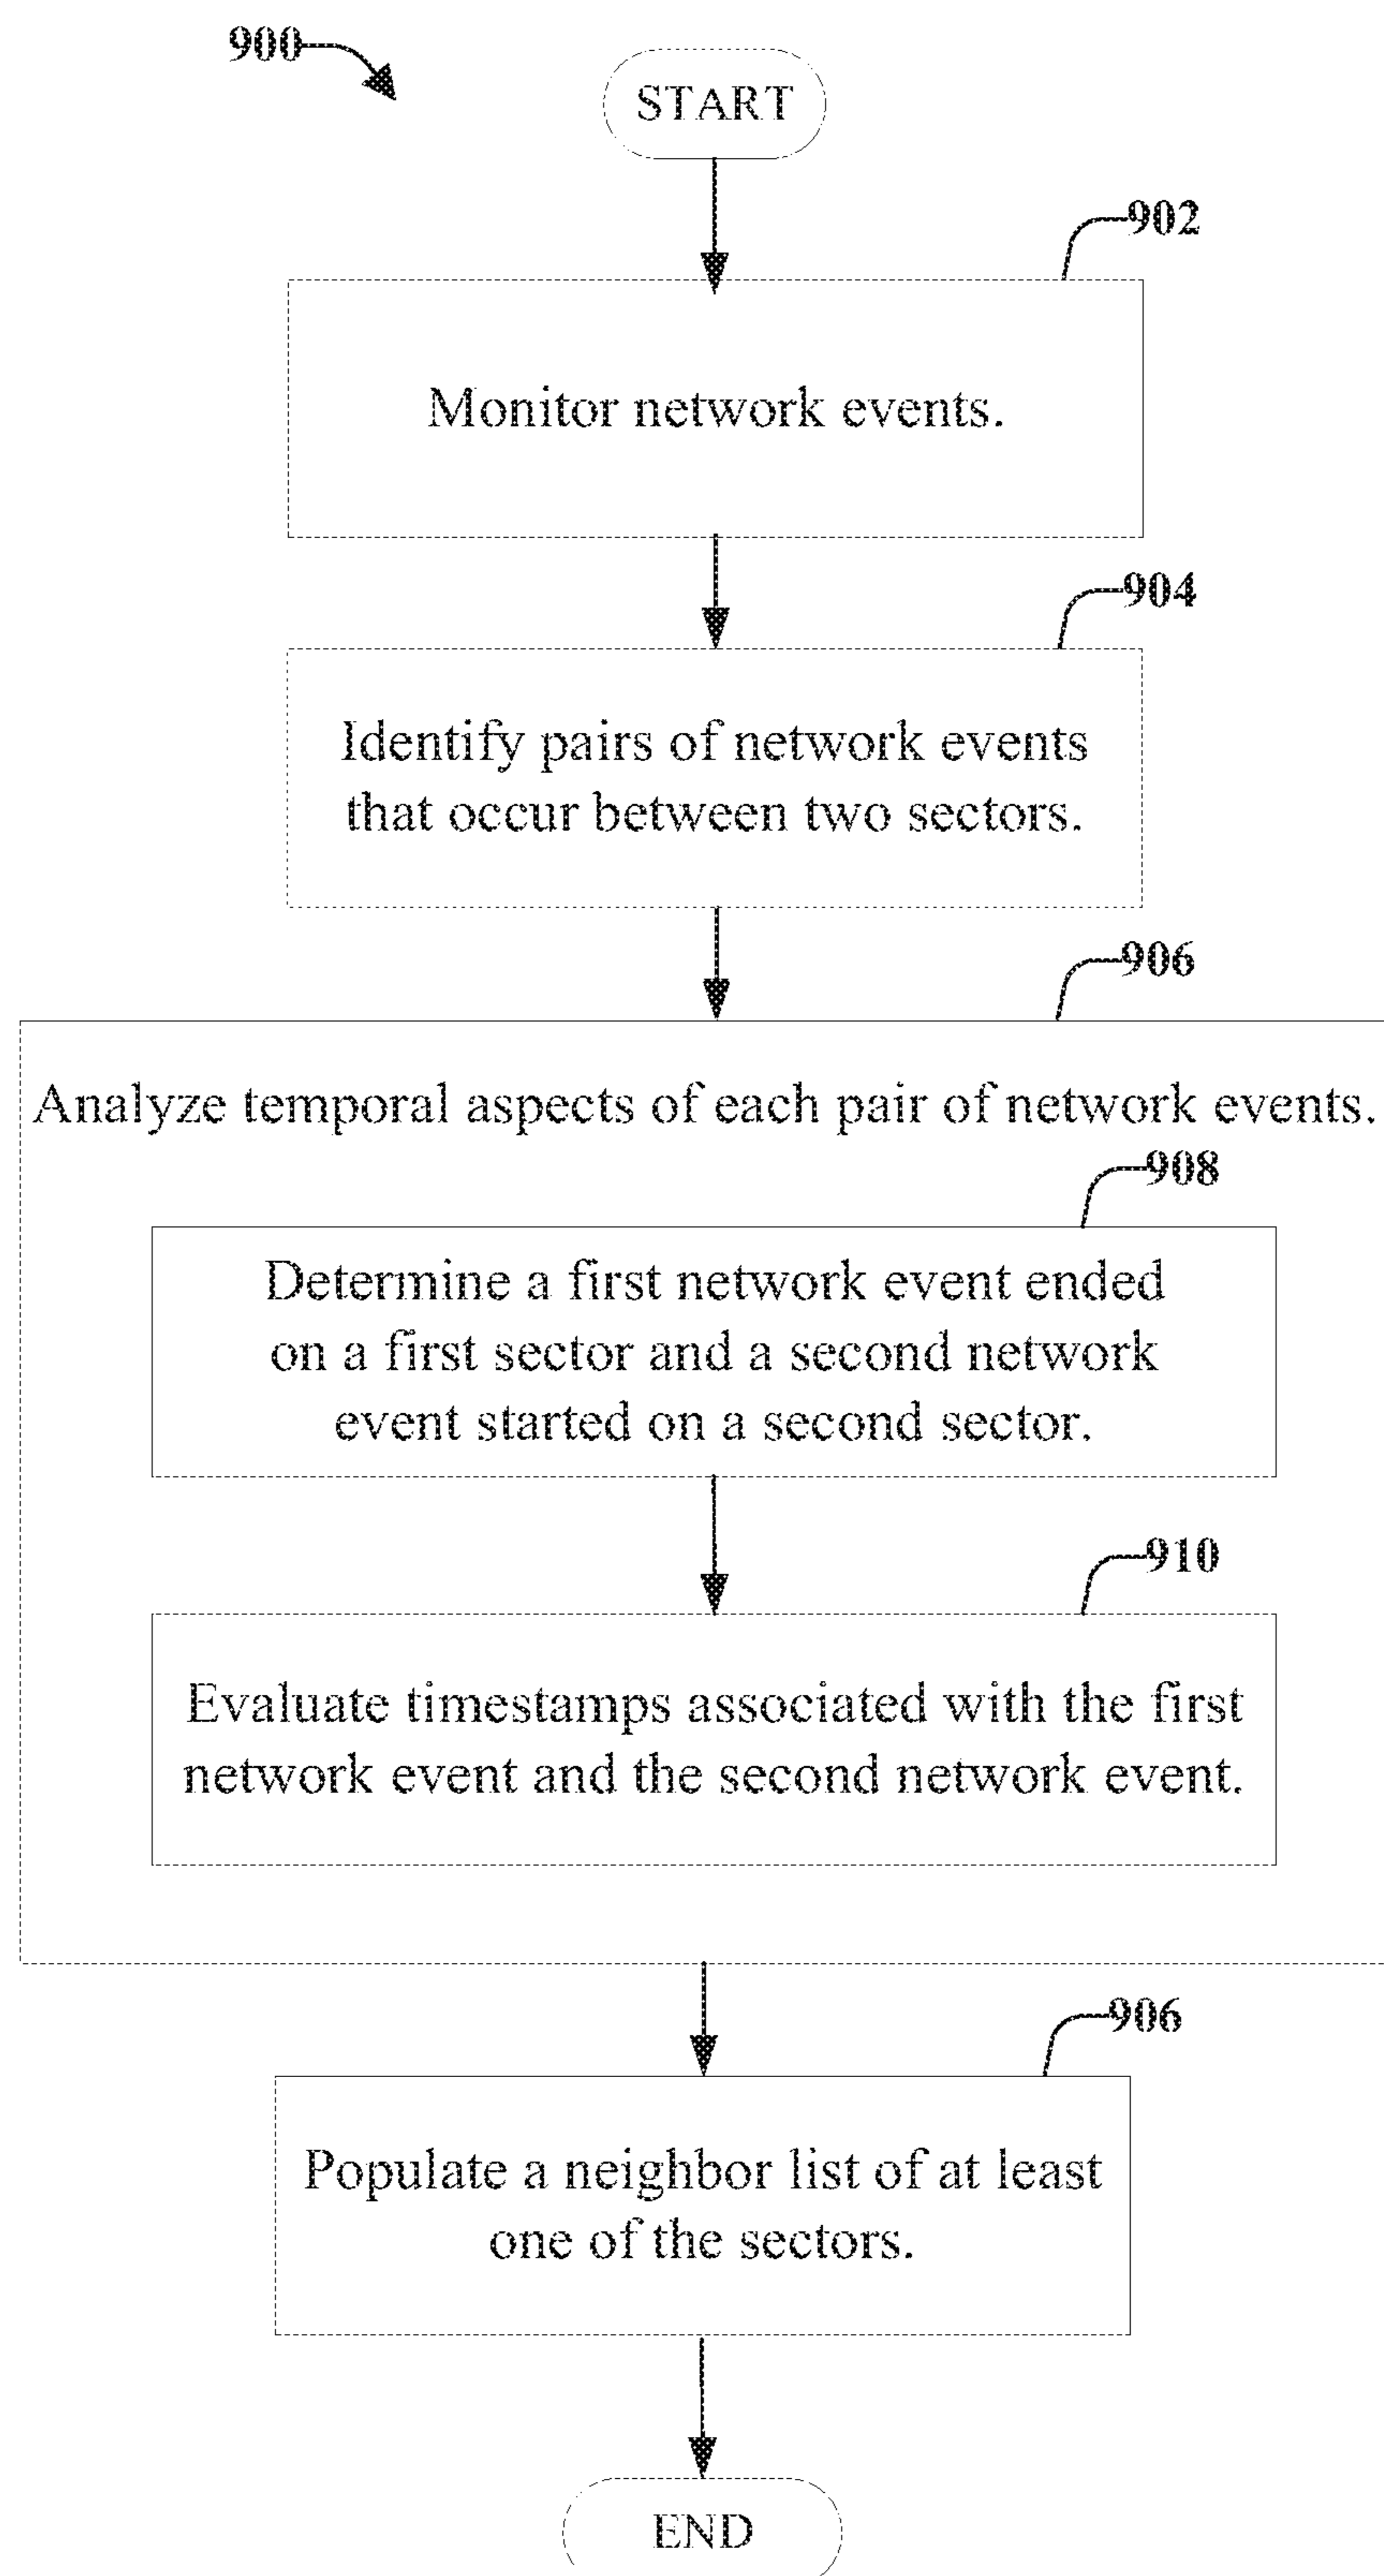 900
START
902
Monitor network events.
904
Identify pairs of network events
that occur between two sectors.
906
Analyze temporal aspects of each pair of network events.
908
Determine a first network event ended
on a first sector and a second network
event started on a second sector.
910
Evaluate timestamps associated with the first
network event and the second network event.
906
Populate a neighbor list of at least
one of the sectors.
END